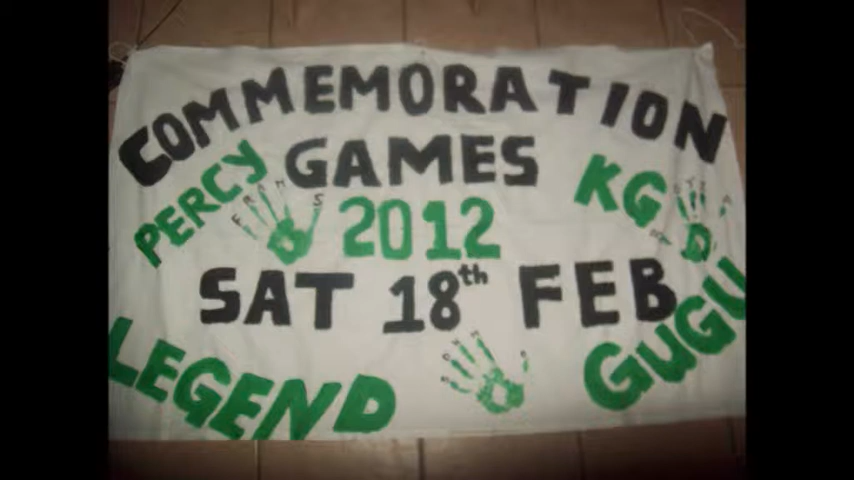 COMMEMORATION
GAMES
PERCY
KG
2012
SAT 18th FEB
GUGU
LEGEND